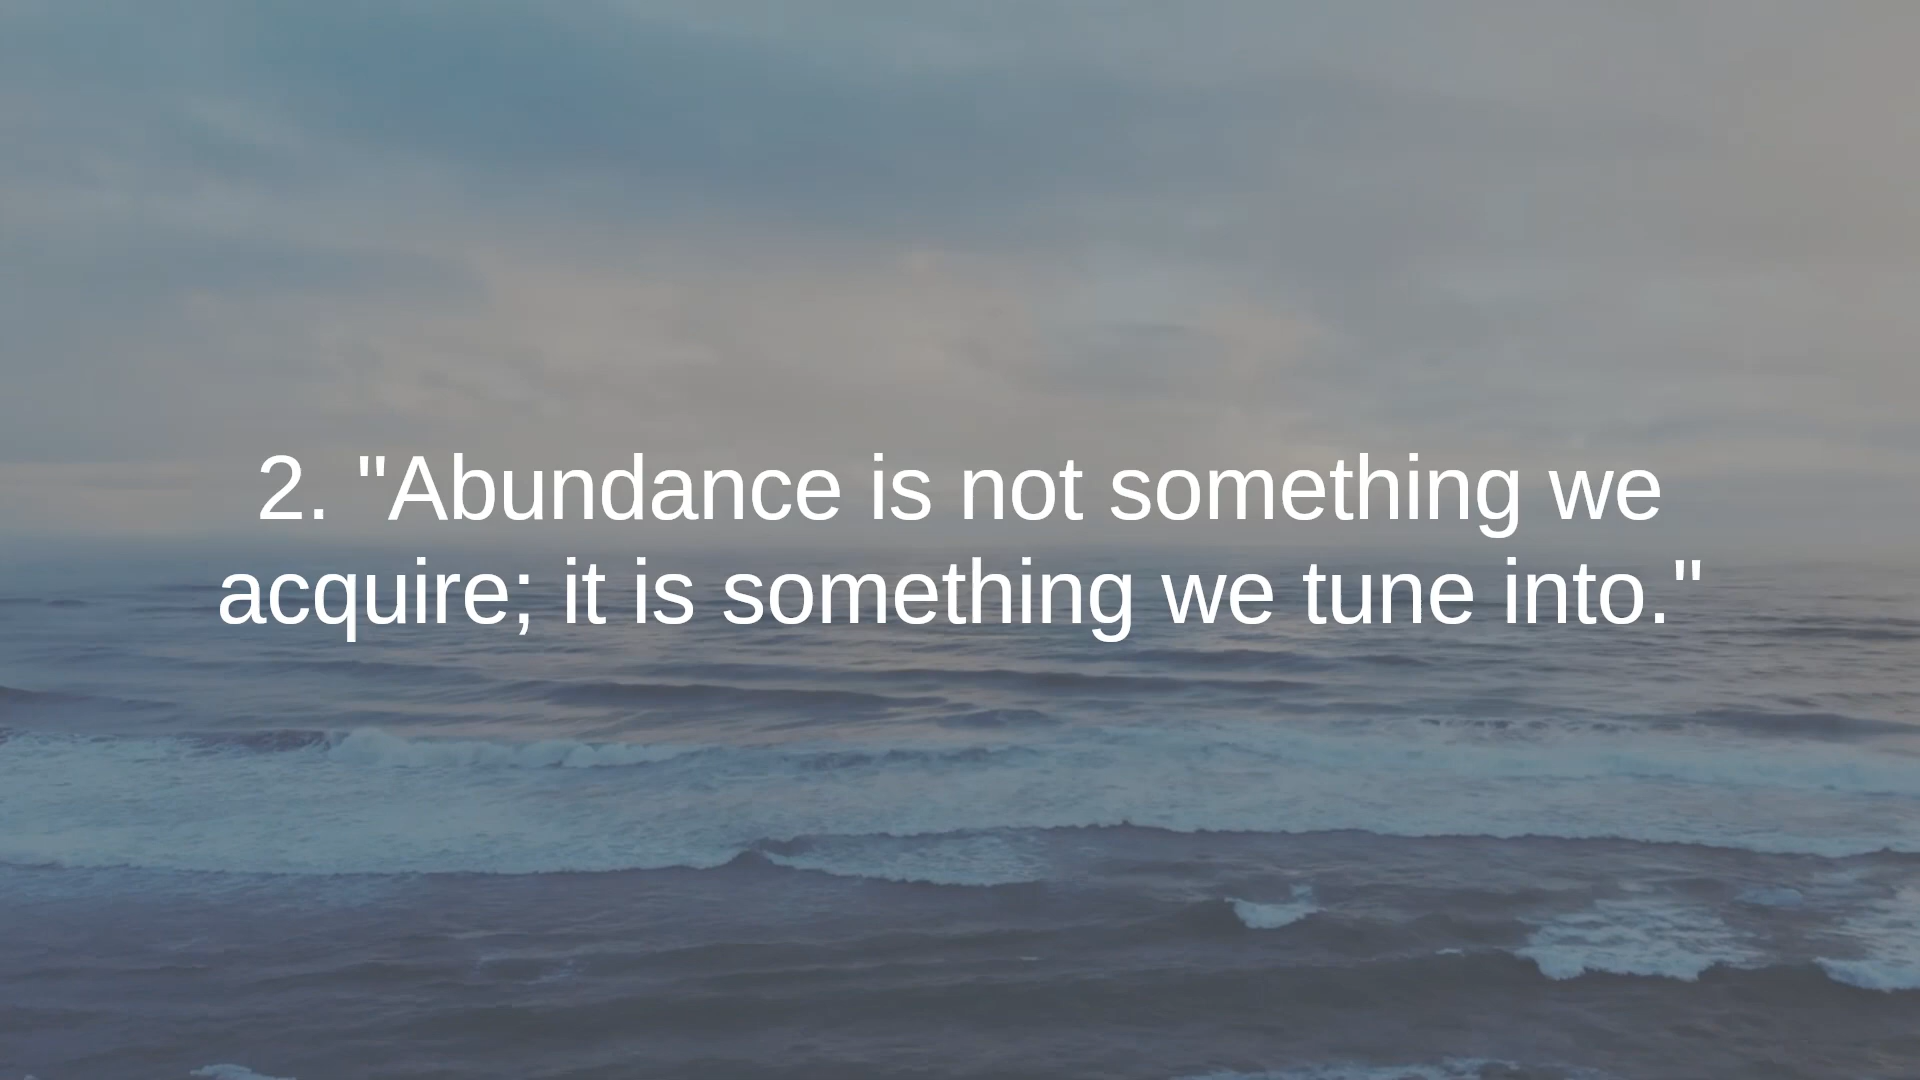 2. "Abundance is not something we
acquire; it is something we tune into."